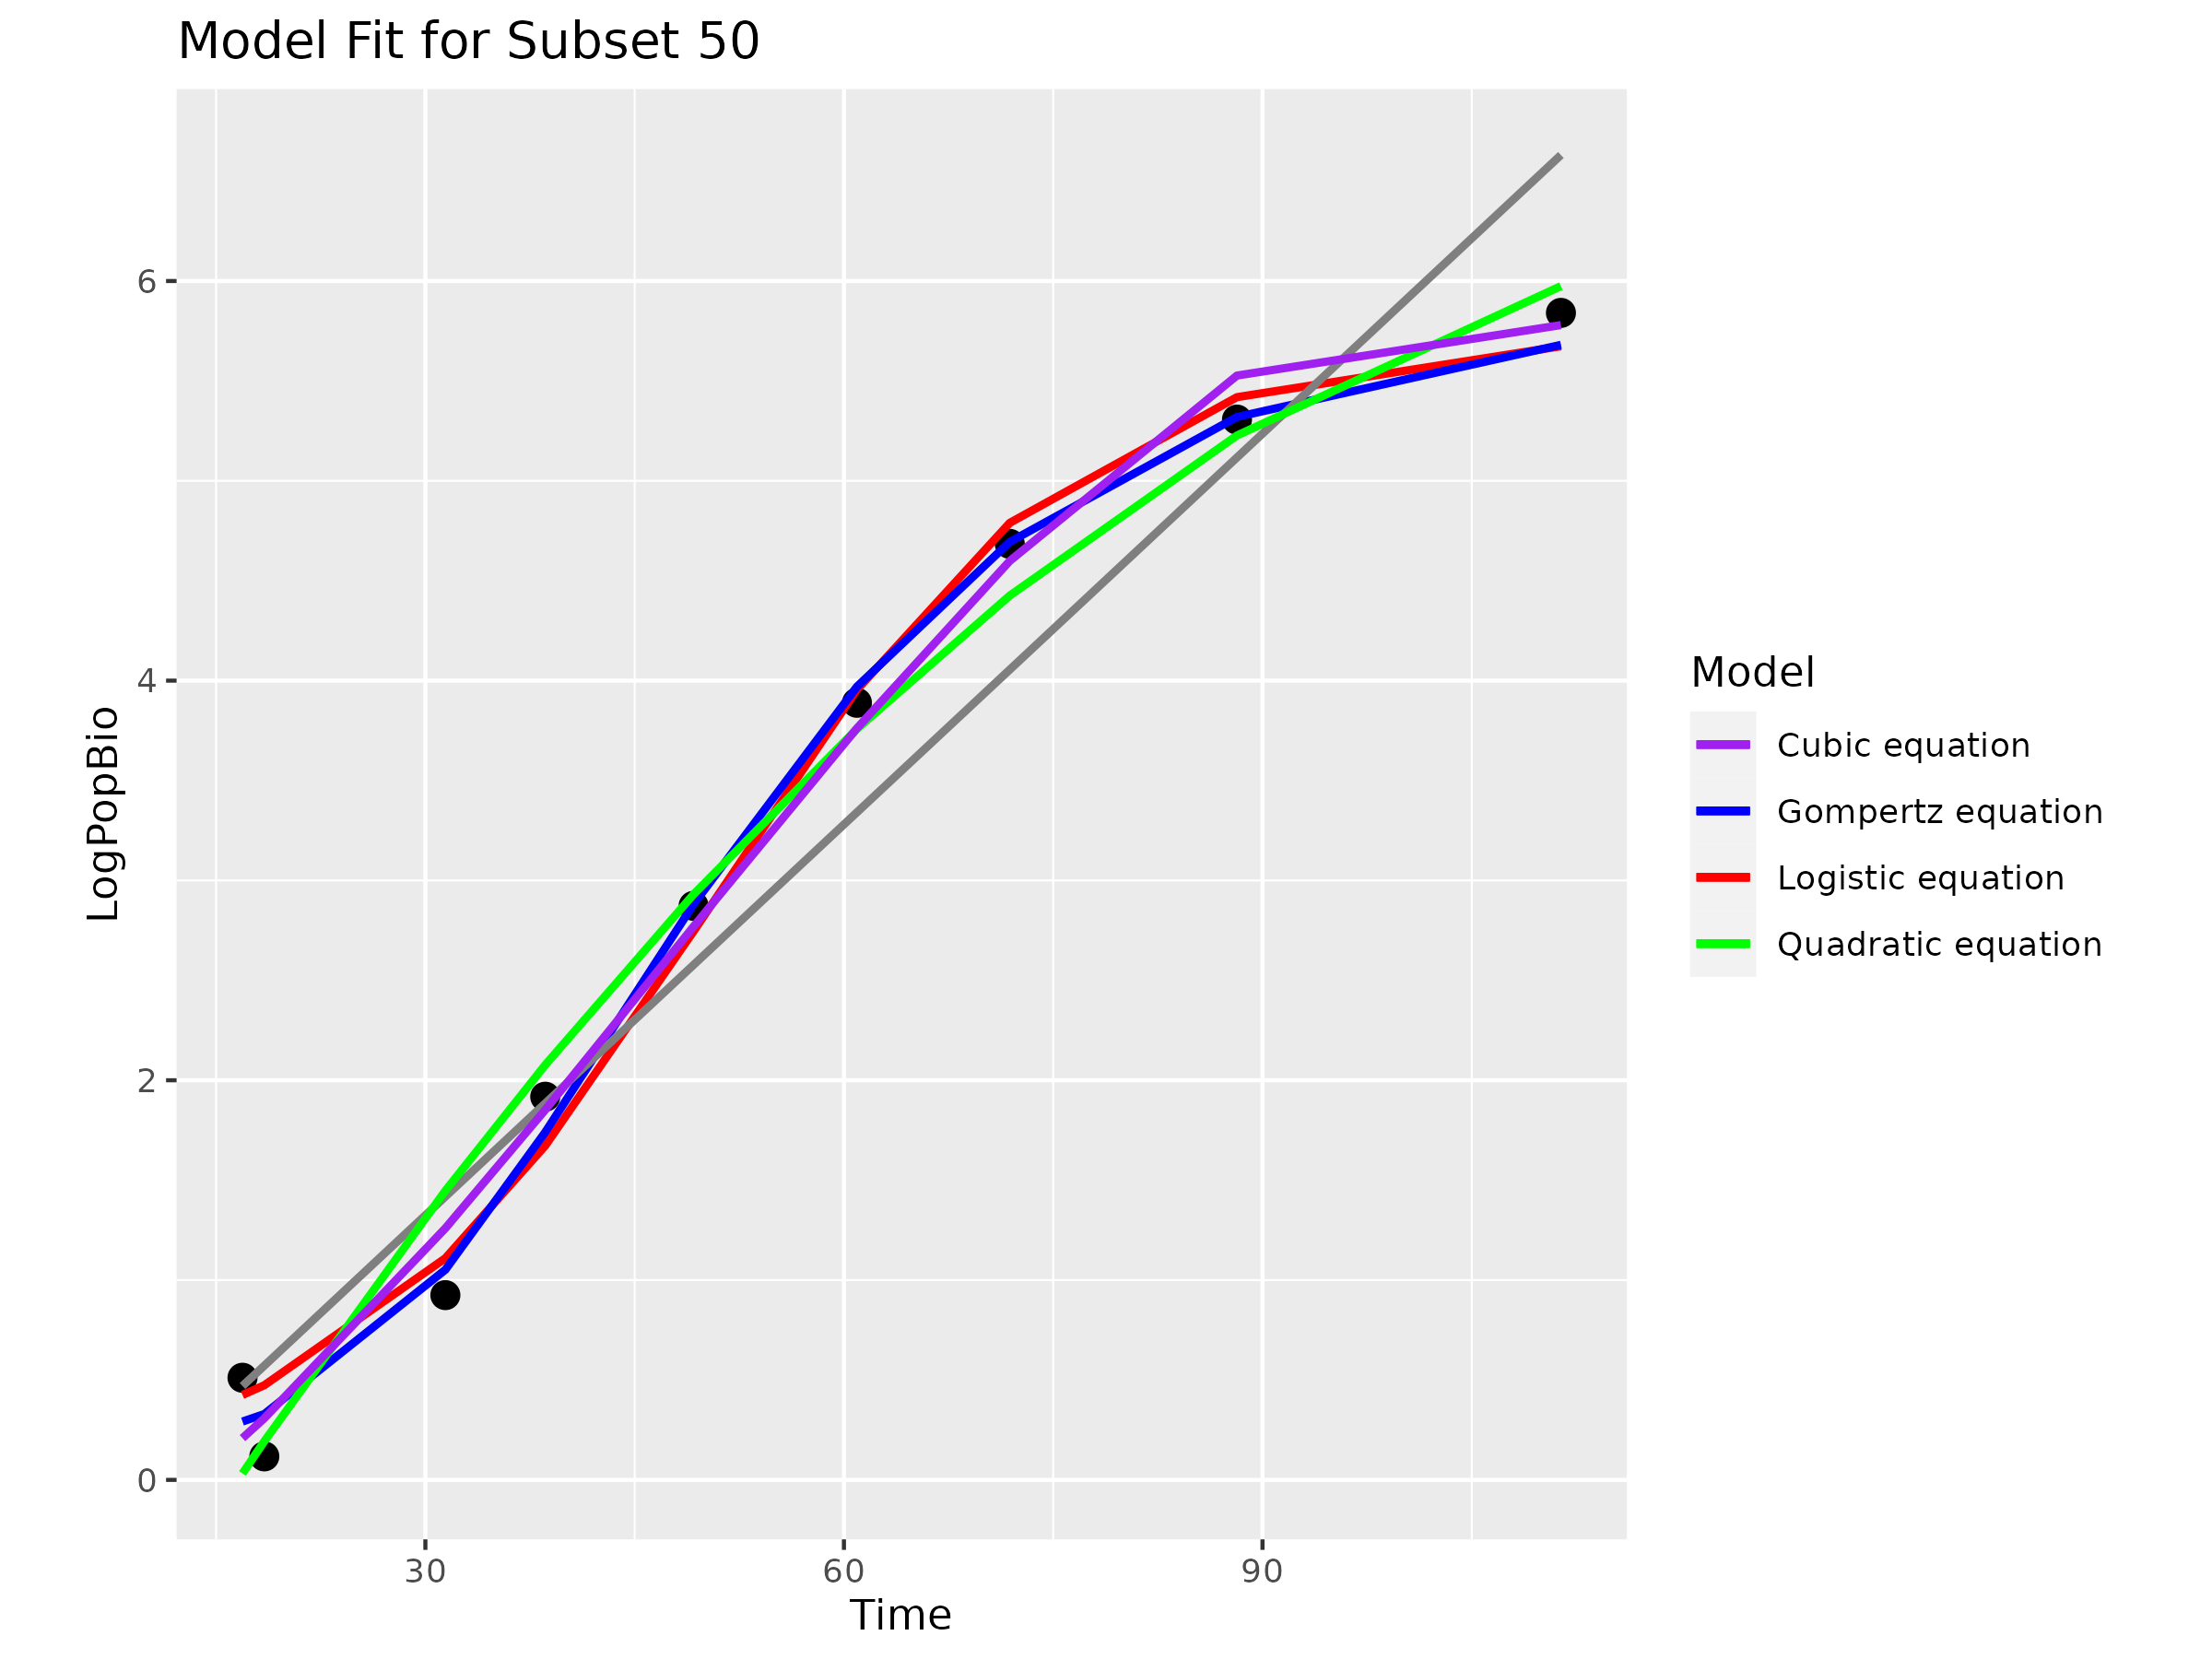 Model Fit for Subset 50
6
4
2
0
LogPopBio
30 60 90
Time
Model
Cubic equation
Gompertz equation
Logistic equation
Quadratic equation